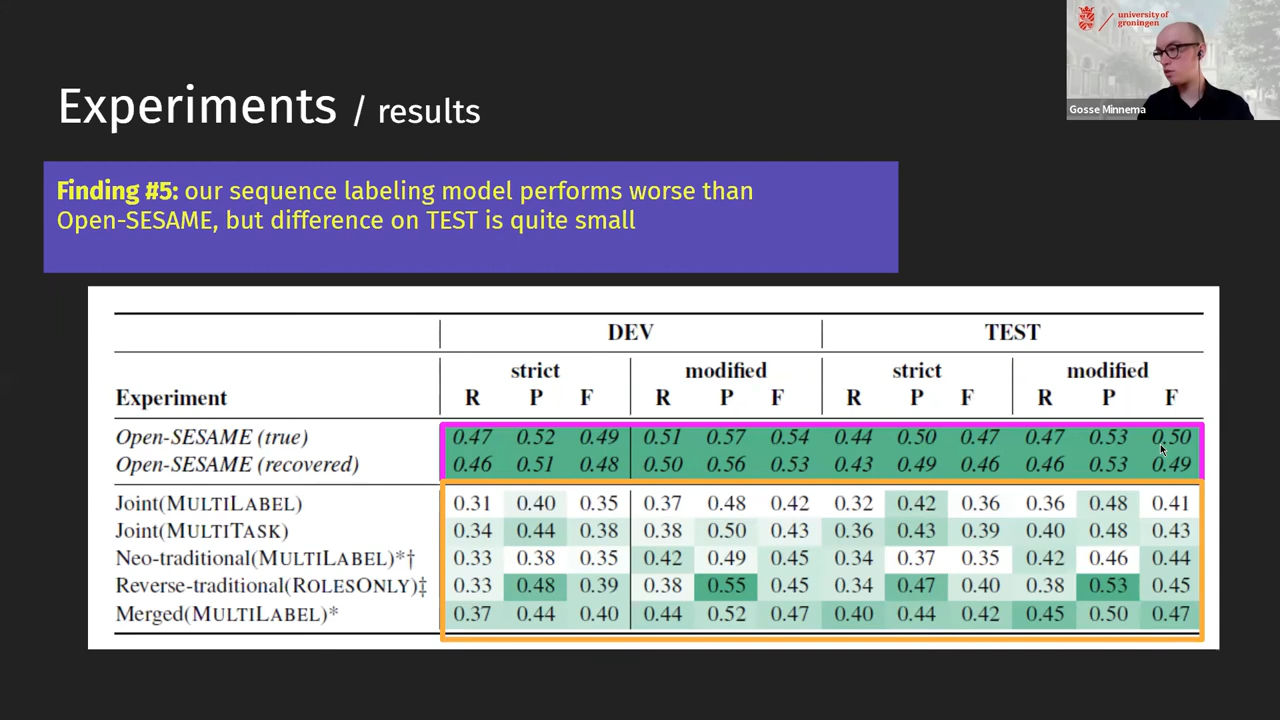 university of
groningen
Gosse Minnema
Experiments / results
Finding #5: our sequence labeling model performs worse than
Open-SESAME, but difference on TEST is quite small
DEV TEST
strict modified strict modified
Experiment R P F R P F R P F R P F
Open-SESAME (true) 0.47 0.52 0.49 0.51 0.57 0.54 0.44 0.50 0.47 0.47 0.53 0.50
Open-SESAME (recovered) 0.46 0.51 0.48 0.50 0.56 0.53 0.43 0.49 0.46 0.46 0.53 0.49
Joint(MULTILABEL) 0.31 0.40 0.35 0.37 0.48 0.42 0.32 0.42 0.36 0.36 0.48 0.41
Joint(MULTITASK) 0.34 0.44 0.38 0.38 0.50 0.43 0.36 0.43 0.39 0.40 0.48 0.43
Neo-traditional(MULTILABEL)*† 0.33 0.38 0.35 0.42 0.49 0.45 0.34 0.37 0.35 0.42 0.46 0.44
Reverse-traditional(ROLESONLY)‡ 0.33 0.48 0.39 0.38 0.55 0.45 0.34 0.47 0.40 0.38 0.53 0.45
Merged(MULTILABEL)* 0.37 0.44 0.40 0.44 0.52 0.47 0.40 0.44 0.42 0.45 0.50 0.47